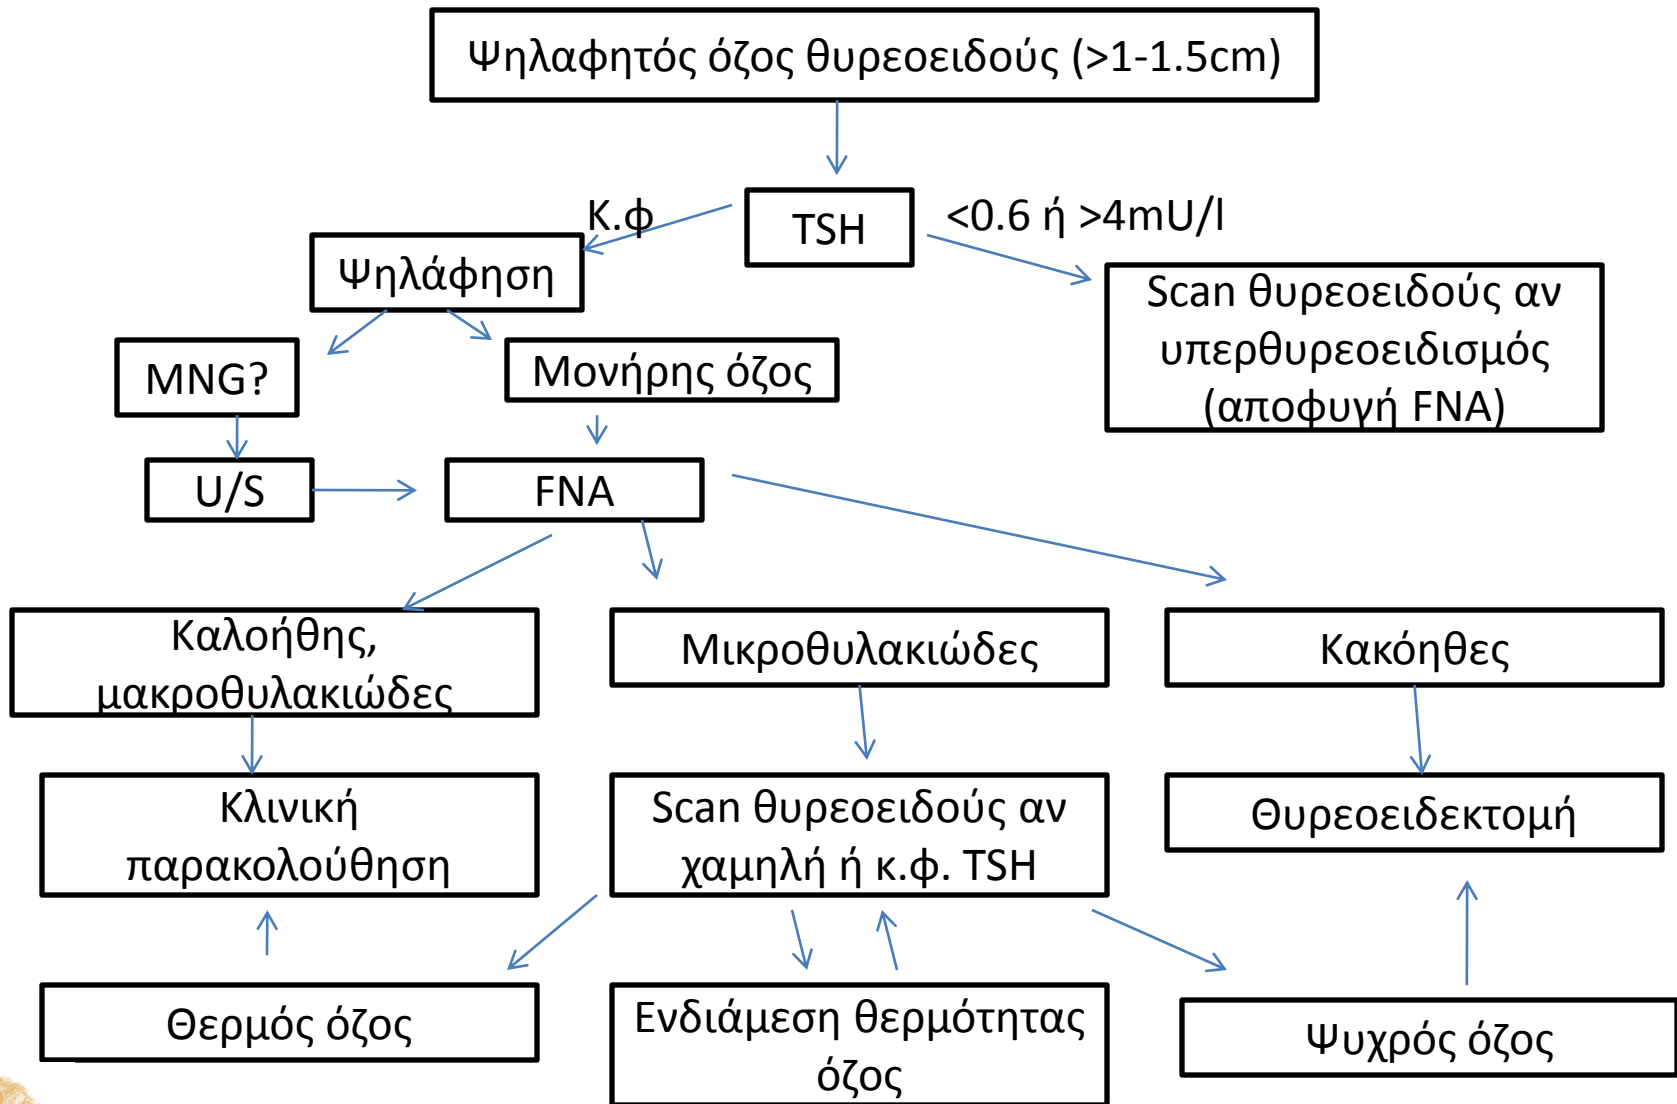 Ψηλαφητός όζος θυρεοειδούς (>1-1.5cm)
Κ.φ
TSH
<0.6 ή >4mU/l
Ψηλάφηση
Scan θυρεοειδούς αν
υπερθυρεοειδισμός
(αποφυγή FNA)
MNG?
Μονήρης όζος
U/S
FNA
Καλοήθης,
μακροθυλακιώδες
Μικροθυλακιώδες
Κακόηθες
Κλινική
παρακολούθηση
Scan θυρεοειδούς αν
χαμηλή ή κ.φ. TSH
Θυρεοειδεκτομή
Θερμός όζος
Ενδιάμεση θερμότητας
όζος
Ψυχρός όζος